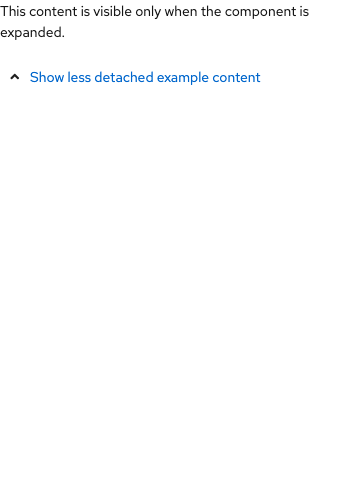 This content is visible only when the component is
expanded.
Show less detached example content